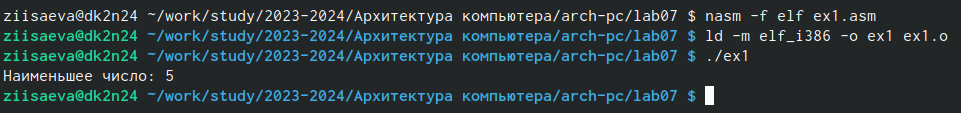 ziisaeva@dk2n24 ~/work/study/2023-2024/Архитектура компьютера/arch-pc/lab07 $ nasm -f elf ex1.asm
ziisaeva@dk2n24 ~/work/study/2023-2024/Архитектура компьютера/arch-pc/lab07 $ ld -m elf_i386 -o ex1 ex1.o
ziisaeva@dk2n24 ~/work/study/2023-2024/Архитектура компьютера/arch-pc/lab07 $ ./ex1
Наименьшее число: 5
ziisaeva@dk2n24 ~/work/study/2023-2024/Архитектура компьютера/arch-pc/lab07 $